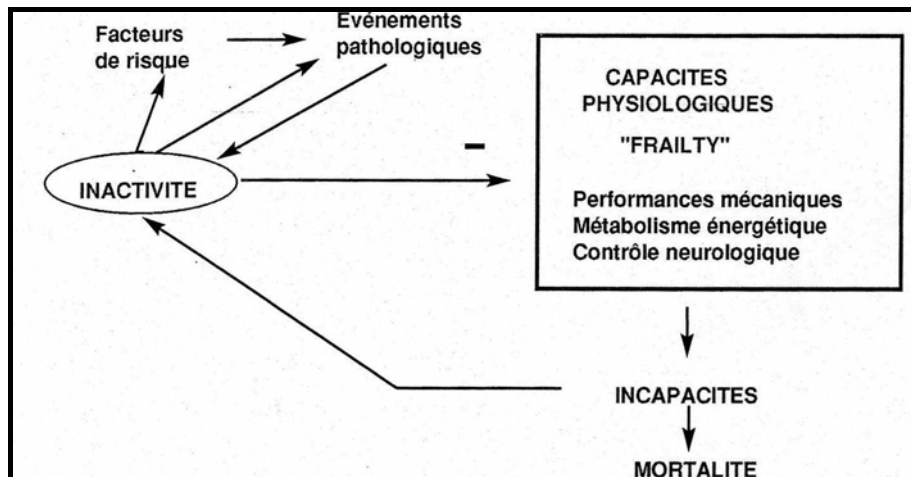 Facteurs
de risque
Evénements
pathologiques
INACTIVITE
-
CAPACITES
PHYSIOLOGIQUES
"FRAILTY"
Performances mécaniques
Métabolisme énergétique
Contrôle neurologique
INCAPACITES
MORTALITE